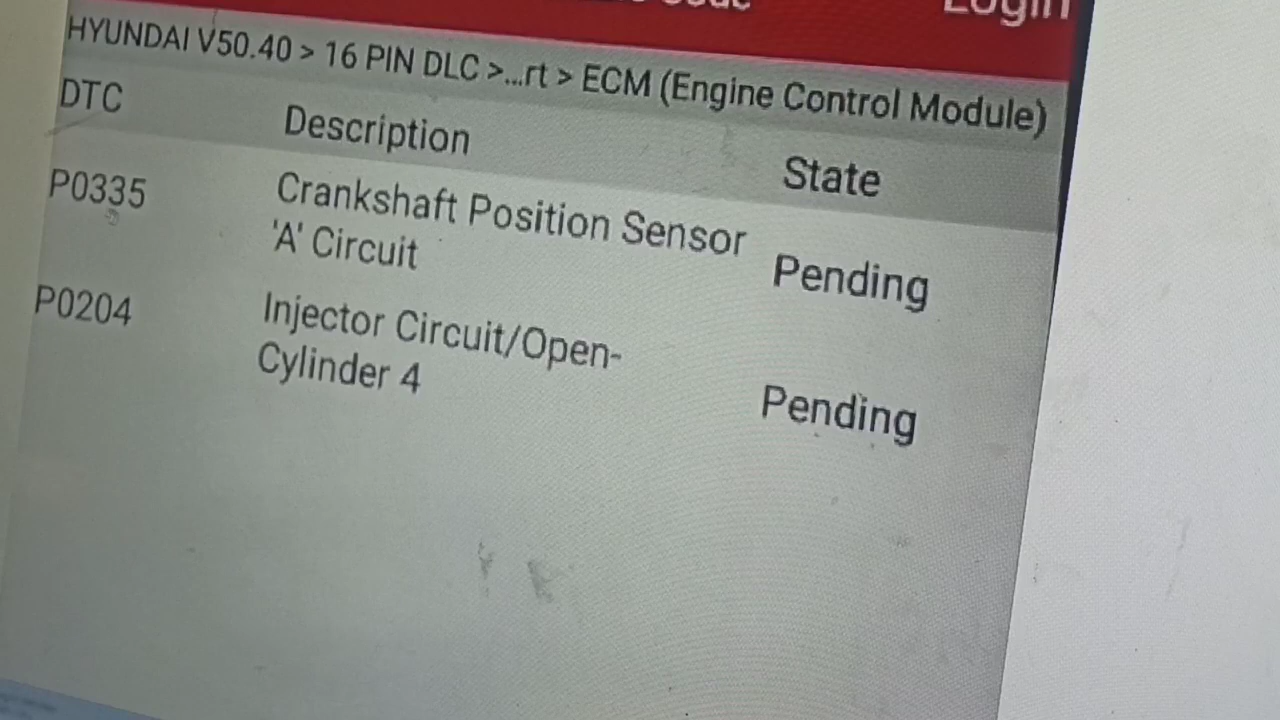 Login
HYUNDAI V50.40 > 16 PIN DLC >...rt > ECM (Engine Control Module)
DTC
Description
State
P0335
Crankshaft Position Sensor
'A' Circuit
Pending
P0204
Injector Circuit/Open-
Cylinder 4
Pending